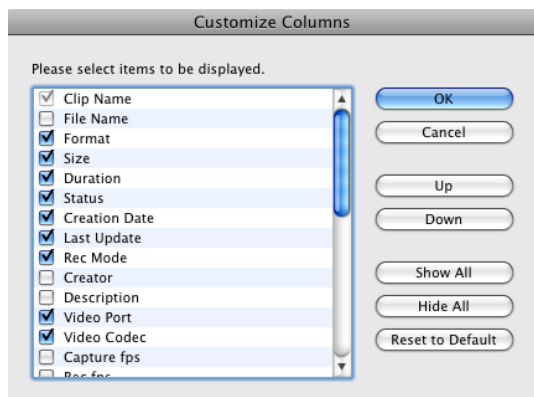 Customize Columns
Please select items to be displayed.
Clip Name
File Name
Format
Size
Duration
Status
Creation Date
Last Update
Rec Mode
Creator
Description
Video Port
Video Codec
Capture fps
Rec fps
OK
Cancel
Up
Down
Show All
Hide All
Reset to Default